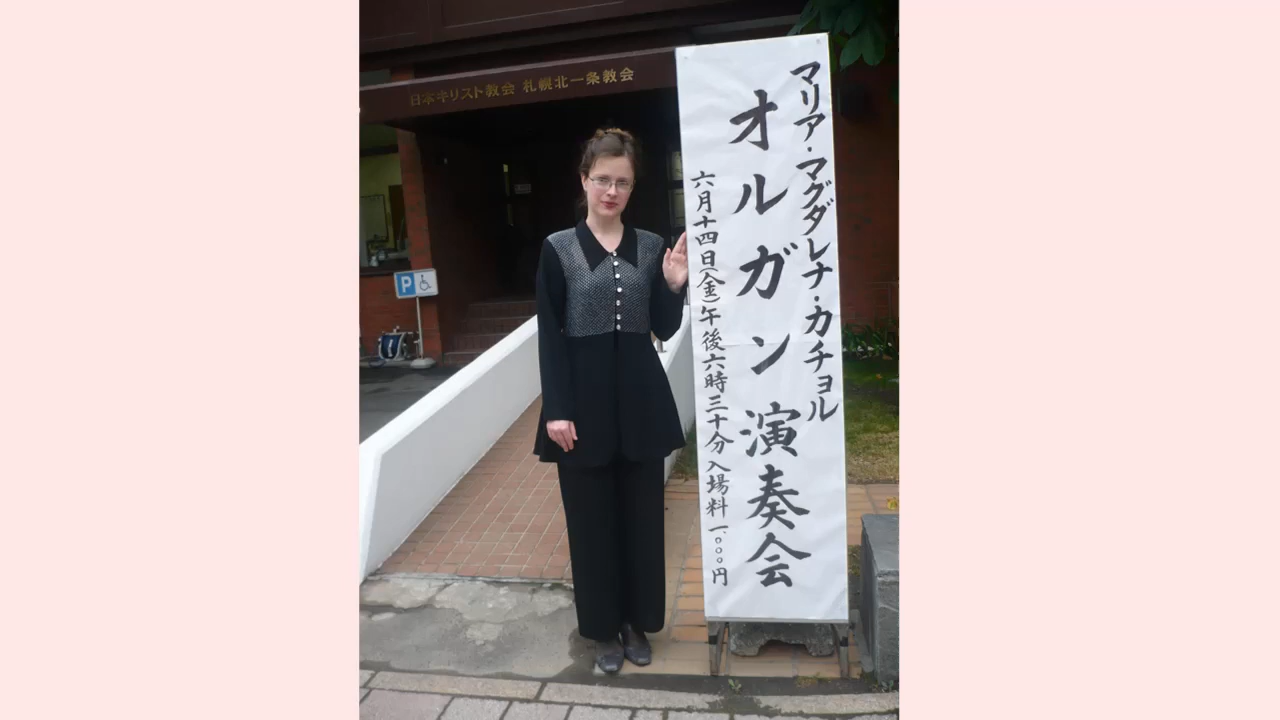 日本キリスト教会 札幌北一条教会
マリア・マグダレナ・カチョル
オルガン演奏会
六月十四日(金)午後六時三十分 入場料 一、〇〇〇円
P